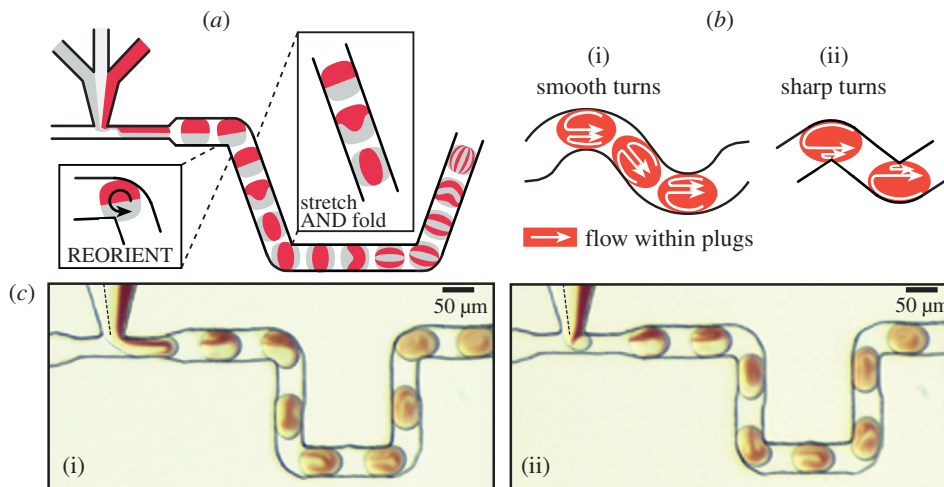 (a)
(b)
(i)
(ii)
smooth turns
sharp turns
stretch
AND fold
REORIENT
flow within plugs
(c)
50 µm
50 µm
(i)
(ii)